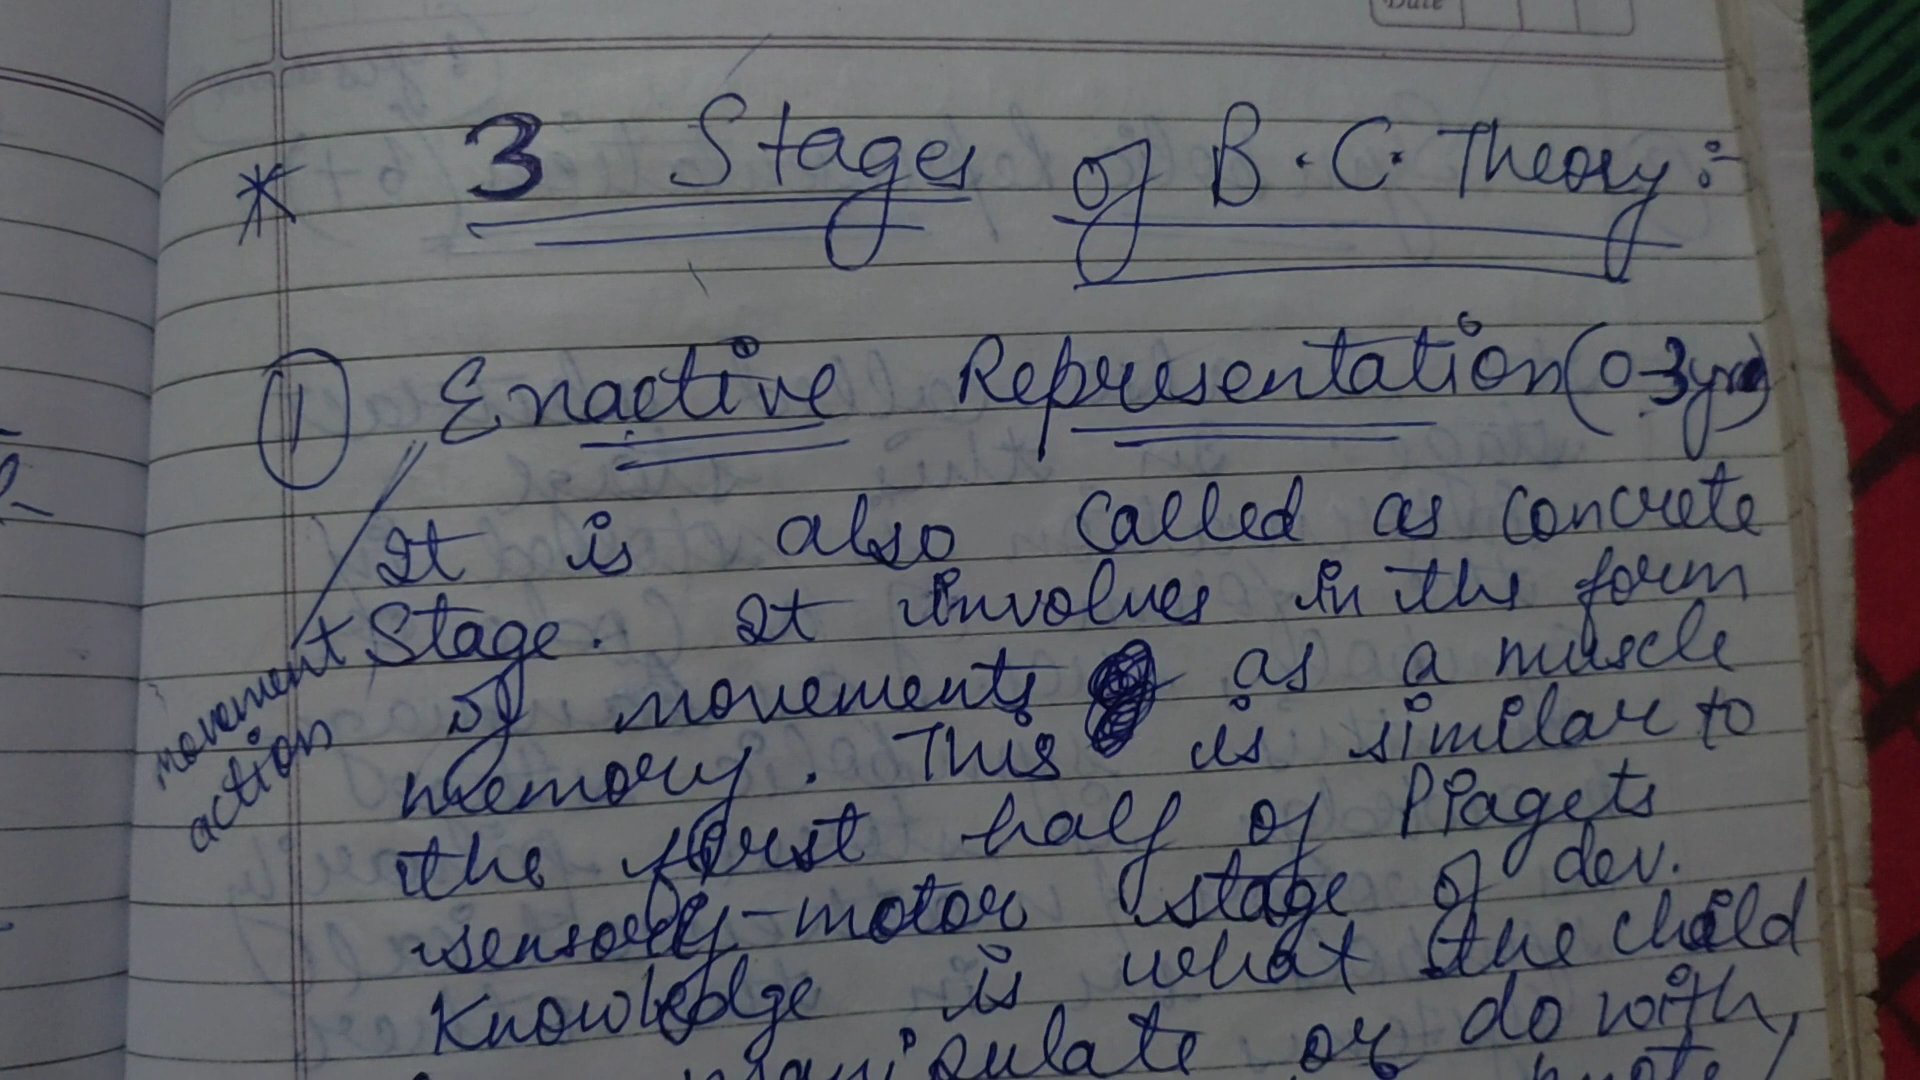 Date
* 3 Stages of B.C. Theory:-
① Enactive Representation (0-3yrs)
It is also called as concrete
Stage. It involves in the form
movement
action
of movements as a muscle
memory. This is similar to
the first half of Piagets
sensory-motor stage of dev.
Knowledge is what the child
manipulate or do with